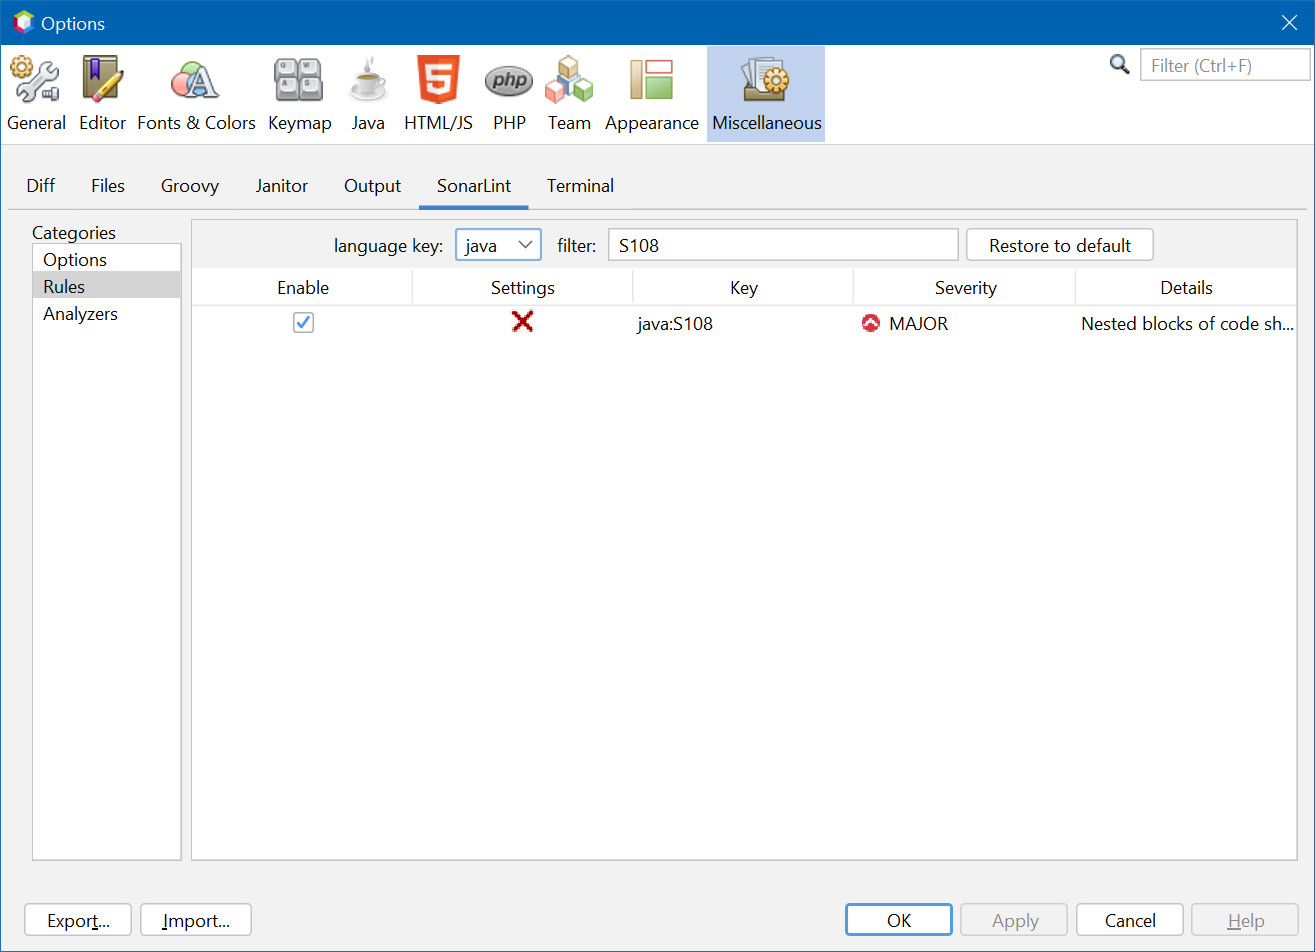 Options
Filter (Ctrl+F)
General Editor Fonts & Colors Keymap Java HTML/JS PHP Team Appearance Miscellaneous
Diff Files Groovy Janitor Output SonarLint Terminal
Categories
Options
Rules
Analyzers
language key: java filter: S108 Restore to default
Enable Settings Key Severity Details
java:S108 MAJOR Nested blocks of code sh...
Export... Import... OK Apply Cancel Help